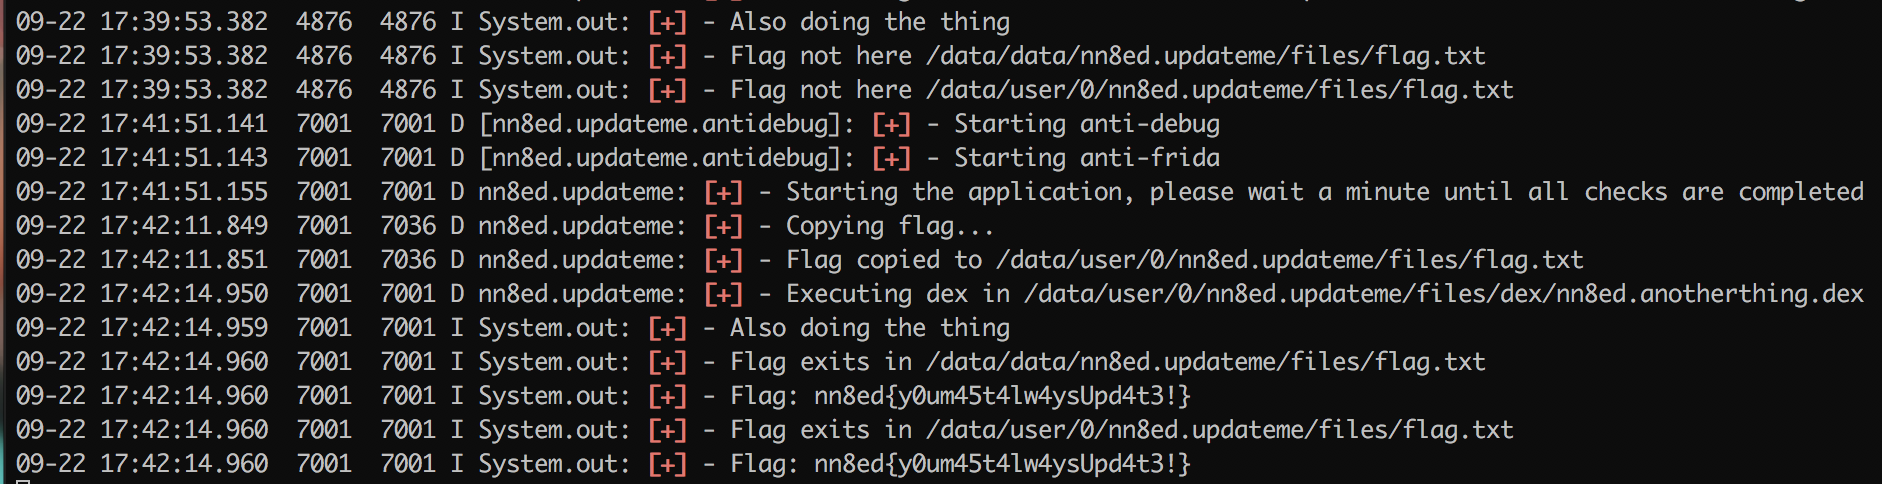 09-22 17:39:53.382  4876  4876 I System.out: [+] - Also doing the thing
09-22 17:39:53.382  4876  4876 I System.out: [+] - Flag not here /data/data/nn8ed.updateme/files/flag.txt
09-22 17:39:53.382  4876  4876 I System.out: [+] - Flag not here /data/user/0/nn8ed.updateme/files/flag.txt
09-22 17:41:51.141  7001  7001 D [nn8ed.updateme.antidebug]: [+] - Starting anti-debug
09-22 17:41:51.143  7001  7001 D [nn8ed.updateme.antidebug]: [+] - Starting anti-frida
09-22 17:41:51.155  7001  7001 D nn8ed.updateme: [+] - Starting the application, please wait a minute until all checks are completed
09-22 17:42:11.849  7001  7036 D nn8ed.updateme: [+] - Copying flag...
09-22 17:42:11.851  7001  7036 D nn8ed.updateme: [+] - Flag copied to /data/user/0/nn8ed.updateme/files/flag.txt
09-22 17:42:14.950  7001  7001 D nn8ed.updateme: [+] - Executing dex in /data/user/0/nn8ed.updateme/files/dex/nn8ed.anotherthing.dex
09-22 17:42:14.959  7001  7001 I System.out: [+] - Also doing the thing
09-22 17:42:14.960  7001  7001 I System.out: [+] - Flag exits in /data/data/nn8ed.updateme/files/flag.txt
09-22 17:42:14.960  7001  7001 I System.out: [+] - Flag: nn8ed{y0um45t4lw4ysUpd4t3!}
09-22 17:42:14.960  7001  7001 I System.out: [+] - Flag exits in /data/user/0/nn8ed.updateme/files/flag.txt
09-22 17:42:14.960  7001  7001 I System.out: [+] - Flag: nn8ed{y0um45t4lw4ysUpd4t3!}